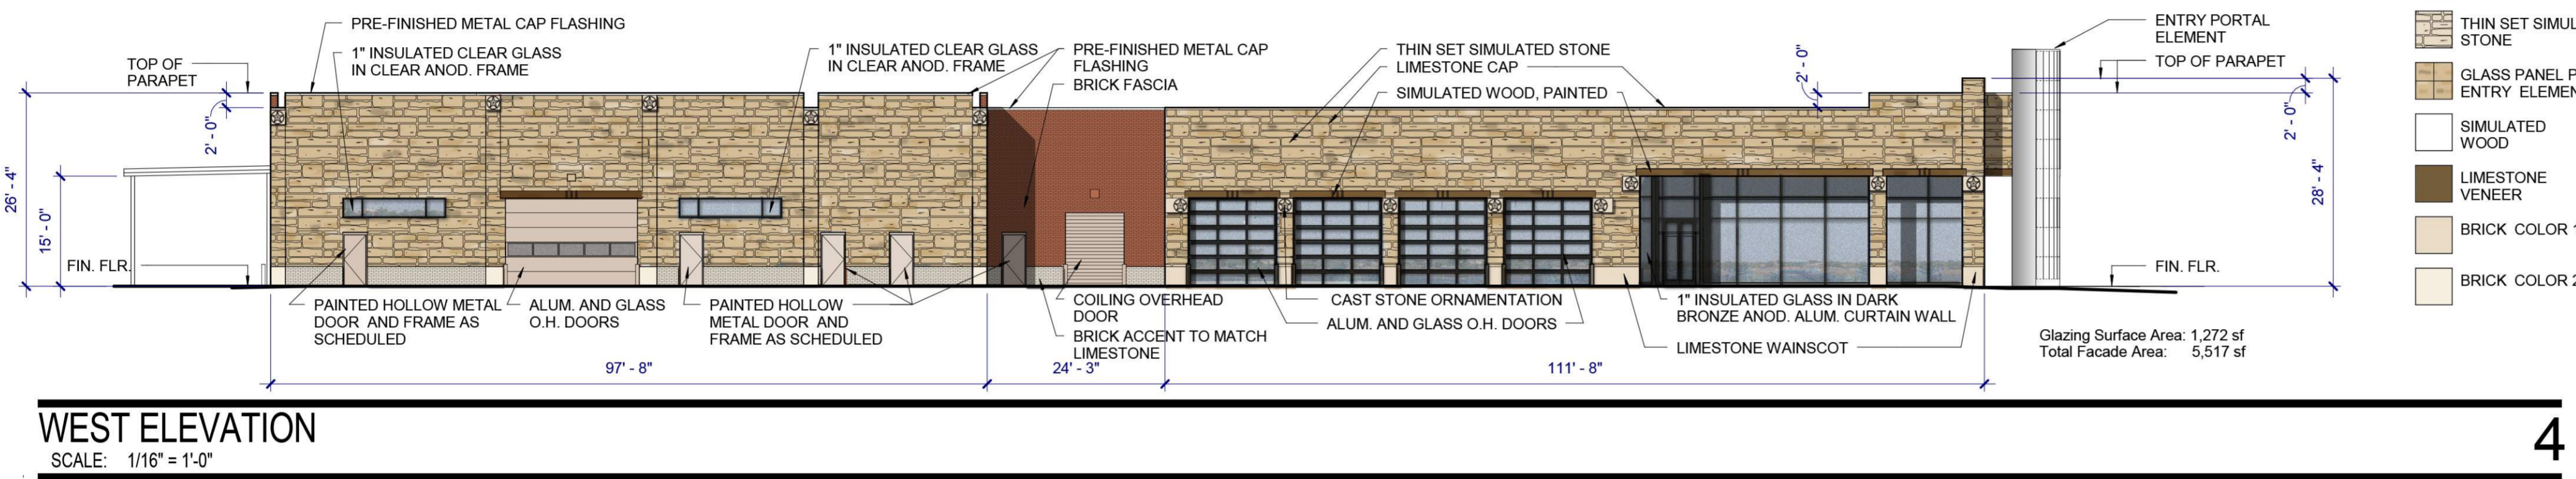 PRE-FINISHED METAL CAP FLASHING
1" INSULATED CLEAR GLASS
IN CLEAR ANOD. FRAME
TOP OF
PARAPET
1" INSULATED CLEAR GLASS
IN CLEAR ANOD. FRAME
PRE-FINISHED METAL CAP
FLASHING
BRICK FASCIA
THIN SET SIMULATED STONE
LIMESTONE CAP
SIMULATED WOOD, PAINTED
2' - 0"
ENTRY PORTAL
ELEMENT
TOP OF PARAPET
THIN SET SIMUL
STONE
GLASS PANEL P
ENTRY ELEMEN
SIMULATED
WOOD
LIMESTONE
VENEER
BRICK COLOR 1
BRICK COLOR 2
26' - 4"
15' - 0"
2' - 0"
2' - 0"
28' - 4"
FIN. FLR.
FIN. FLR.
PAINTED HOLLOW METAL
DOOR AND FRAME AS
SCHEDULED
ALUM. AND GLASS
O.H. DOORS
PAINTED HOLLOW
METAL DOOR AND
FRAME AS SCHEDULED
COILING OVERHEAD
DOOR
BRICK ACCENT TO MATCH
LIMESTONE
CAST STONE ORNAMENTATION
ALUM. AND GLASS O.H. DOORS
1" INSULATED GLASS IN DARK
BRONZE ANOD. ALUM. CURTAIN WALL
LIMESTONE WAINSCOT
Glazing Surface Area: 1,272 sf
Total Facade Area: 5,517 sf
97' - 8"
24' - 3"
111' - 8"
WEST ELEVATION
SCALE: 1/16" = 1'-0"
4